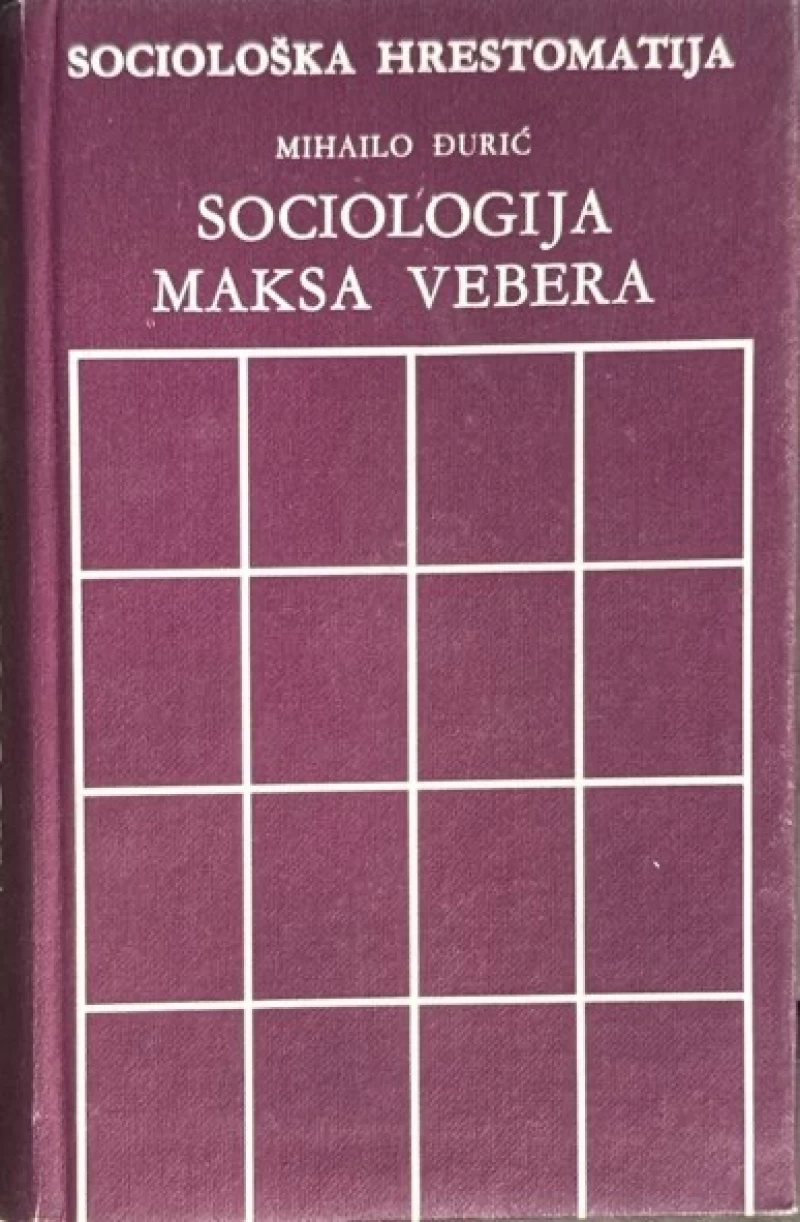 SOCIOLOŠKA HRESTOMATIJA
MIHAILO ĐURIĆ
SOCIOLOGIJA
MAKSA VEBERA